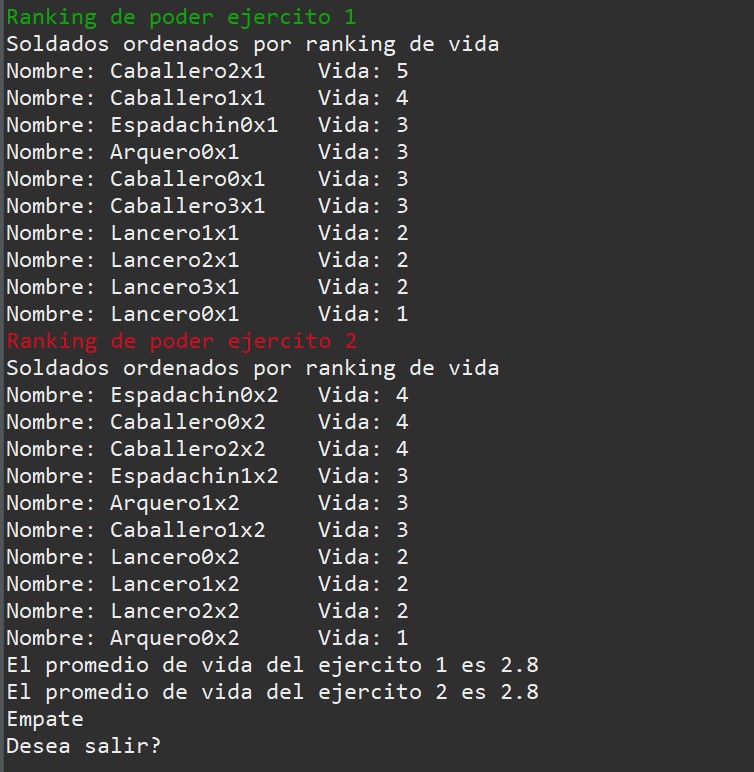 Ranking de poder ejercito 1
Soldados ordenados por ranking de vida
Nombre: Caballero2x1    Vida: 5
Nombre: Caballero1x1    Vida: 4
Nombre: Espadachin0x1   Vida: 3
Nombre: Arquero0x1      Vida: 3
Nombre: Caballero0x1    Vida: 3
Nombre: Caballero3x1    Vida: 3
Nombre: Lancero1x1      Vida: 2
Nombre: Lancero2x1      Vida: 2
Nombre: Lancero3x1      Vida: 2
Nombre: Lancero0x1      Vida: 1
Ranking de poder ejercito 2
Soldados ordenados por ranking de vida
Nombre: Espadachin0x2   Vida: 4
Nombre: Caballero0x2    Vida: 4
Nombre: Caballero2x2    Vida: 4
Nombre: Espadachin1x2   Vida: 3
Nombre: Arquero1x2      Vida: 3
Nombre: Caballero1x2    Vida: 3
Nombre: Lancero0x2      Vida: 2
Nombre: Lancero1x2      Vida: 2
Nombre: Lancero2x2      Vida: 2
Nombre: Arquero0x2      Vida: 1
El promedio de vida del ejercito 1 es 2.8
El promedio de vida del ejercito 2 es 2.8
Empate
Desea salir?